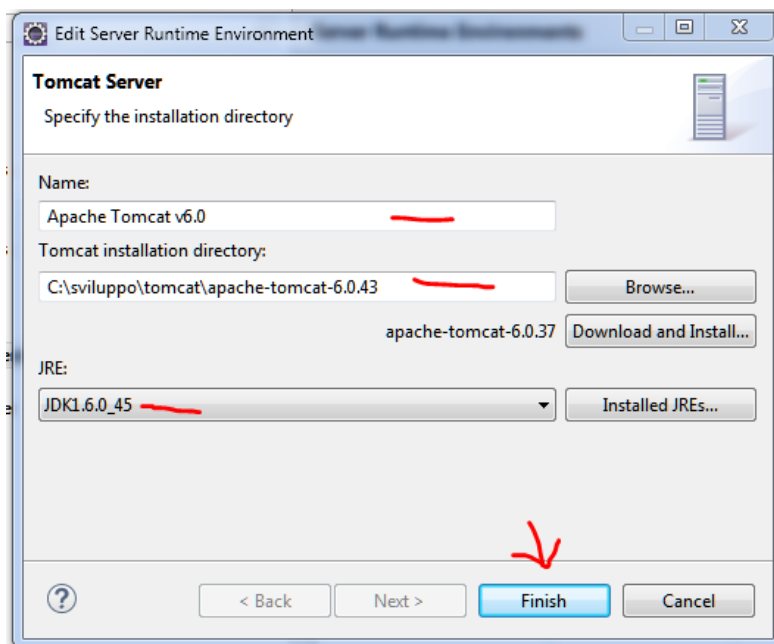 Edit Server Runtime Environment
Tomcat Server
Specify the installation directory
Name:
Apache Tomcat v6.0
Tomcat installation directory:
C:\sviluppo\tomcat\apache-tomcat-6.0.43
Browse...
apache-tomcat-6.0.37
Download and Install...
JRE:
JDK1.6.0_45
Installed JREs...
?
< Back
Next >
Finish
Cancel